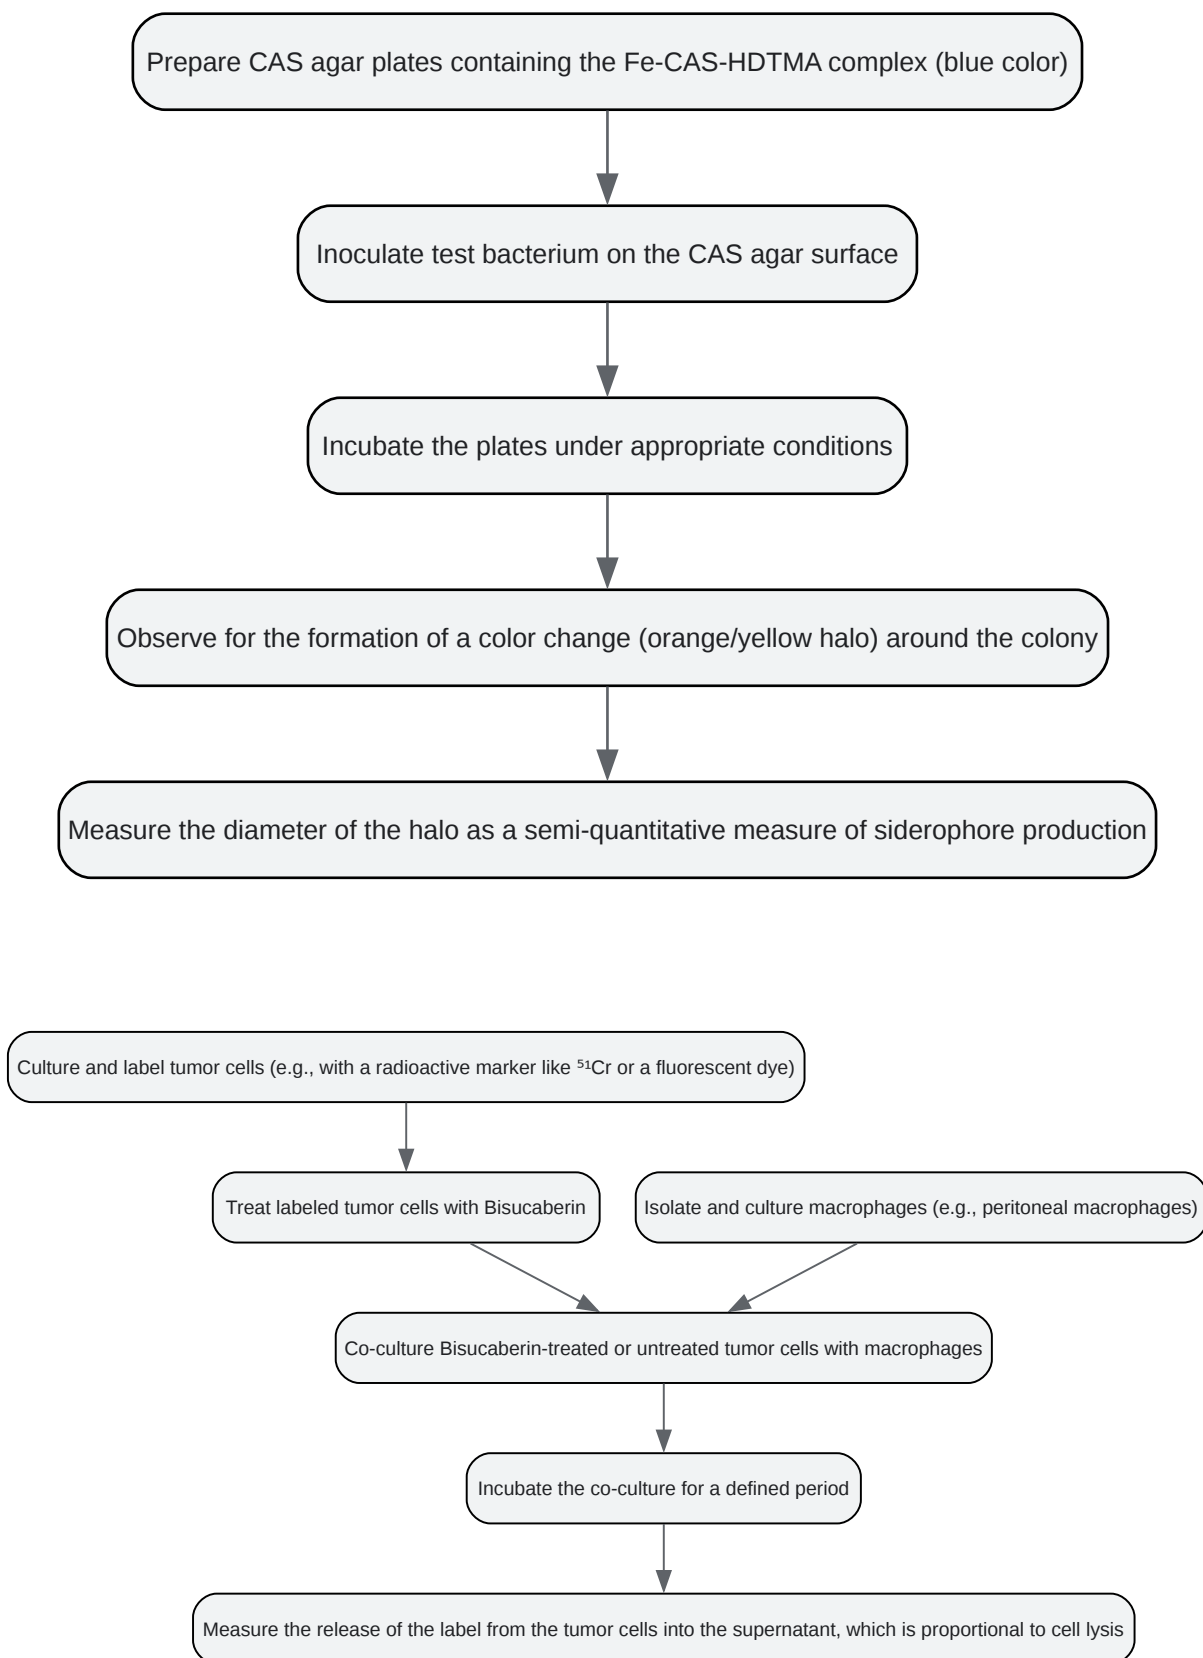 Prepare CAS agar plates containing the Fe-CAS-HDTMA complex (blue color)
Inoculate test bacterium on the CAS agar surface
Incubate the plates under appropriate conditions
Observe for the formation of a color change (orange/yellow halo) around the colony
Measure the diameter of the halo as a semi-quantitative measure of siderophore production
Culture and label tumor cells (e.g., with a radioactive marker like ⁵¹Cr or a fluorescent dye)
Treat labeled tumor cells with Bisucaberin
Isolate and culture macrophages (e.g., peritoneal macrophages)
Co-culture Bisucaberin-treated or untreated tumor cells with macrophages
Incubate the co-culture for a defined period
Measure the release of the label from the tumor cells into the supernatant, which is proportional to cell lysis